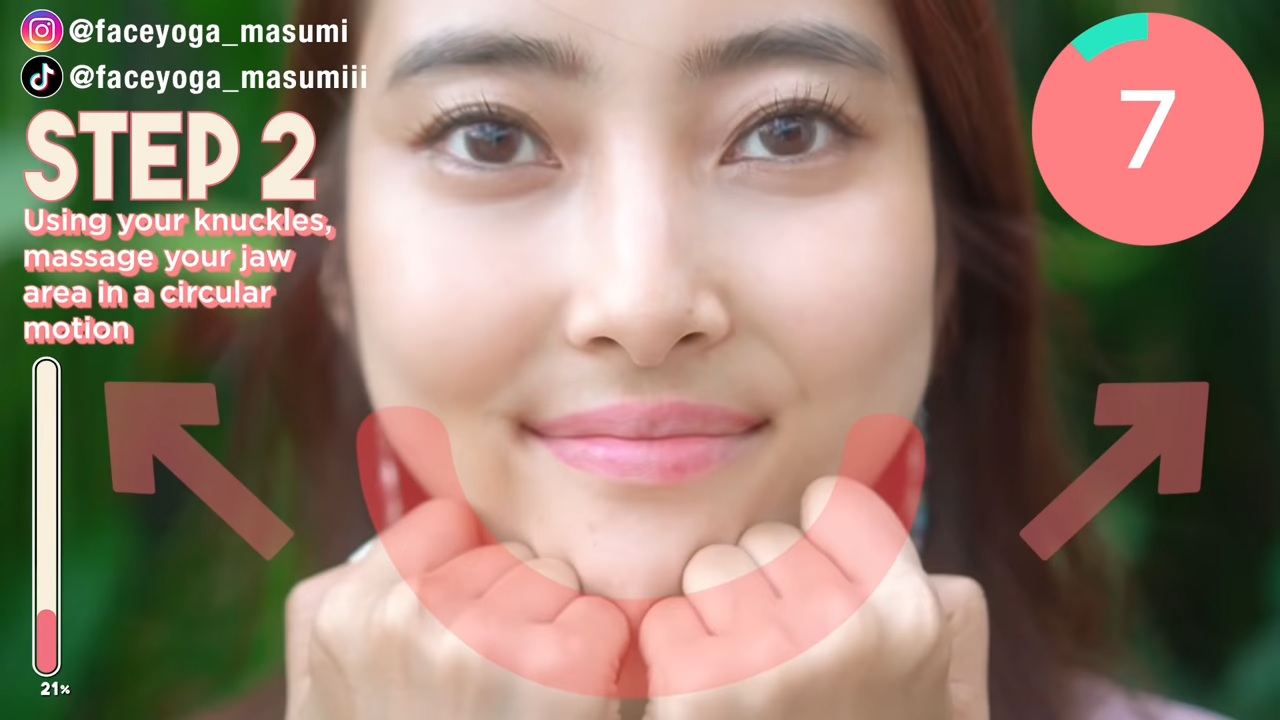 @faceyoga_masumi
@faceyoga_masumiii
STEP 2
Using your knuckles,
massage your jaw
area in a circular
motion
7
21%